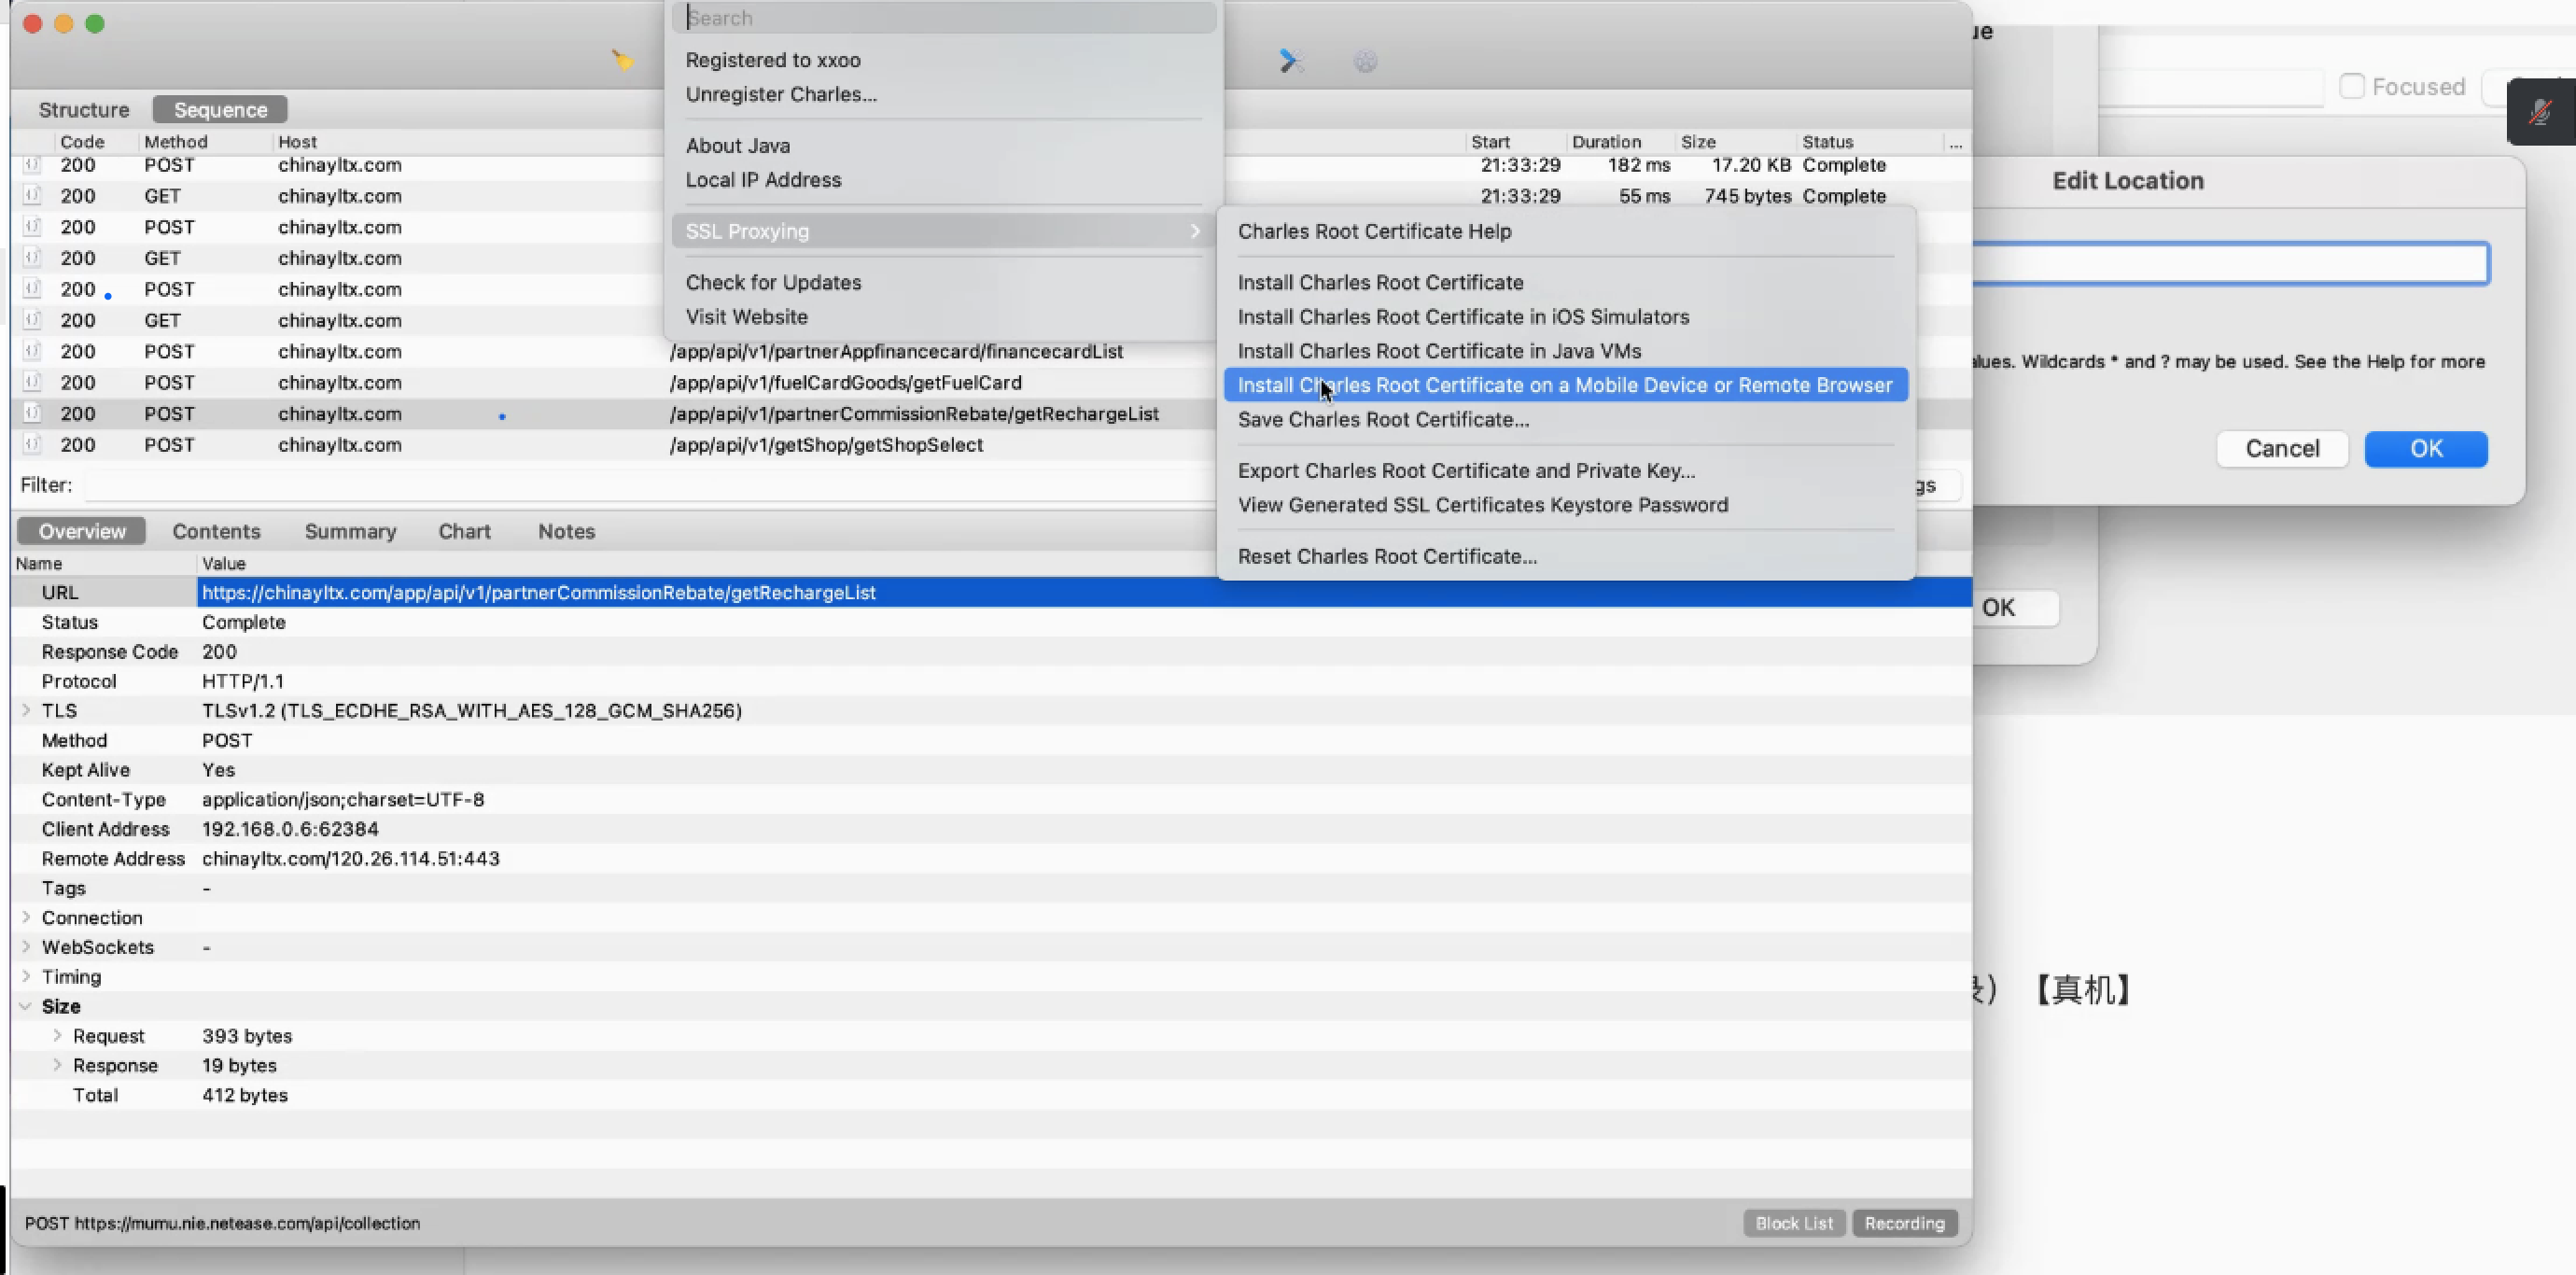 Search
Registered to xxoo
Unregister Charles...
About Java
Local IP Address
SSL Proxying
Check for Updates
Visit Website
Structure Sequence
Code Method Host Start Duration Size Status ...
200 POST chinayltx.com 21:33:29 182 ms 17.20 KB Complete
200 GET chinayltx.com 21:33:29 55 ms 745 bytes Complete
200 POST chinayltx.com
200 GET chinayltx.com
200 POST chinayltx.com
200 GET chinayltx.com
200 POST chinayltx.com /app/api/v1/partnerAppfinancecard/financecardList
200 POST chinayltx.com /app/api/v1/fuelCardGoods/getFuelCard
200 POST chinayltx.com /app/api/v1/partnerCommissionRebate/getRechargeList
200 POST chinayltx.com /app/api/v1/getShop/getShopSelect
Filter:
Charles Root Certificate Help
Install Charles Root Certificate
Install Charles Root Certificate in iOS Simulators
Install Charles Root Certificate in Java VMs
Install Charles Root Certificate on a Mobile Device or Remote Browser
Save Charles Root Certificate...
Export Charles Root Certificate and Private Key...
View Generated SSL Certificates Keystore Password
Reset Charles Root Certificate...
Overview Contents Summary Chart Notes
Name Value
URL https://chinayltx.com/app/api/v1/partnerCommissionRebate/getRechargeList
Status Complete
Response Code 200
Protocol HTTP/1.1
TLS TLSv1.2 (TLS_ECDHE_RSA_WITH_AES_128_GCM_SHA256)
Method POST
Kept Alive Yes
Content-Type application/json;charset=UTF-8
Client Address 192.168.0.6:62384
Remote Address chinayltx.com/120.26.114.51:443
Tags -
Connection
WebSockets -
Timing
Size
Request 393 bytes
Response 19 bytes
Total 412 bytes
POST https://mumu.nie.netease.com/api/collection
Block List Recording
Focused
Edit Location
. Wildcards * and ? may be used. See the Help for more
Cancel OK
OK
）【真机】